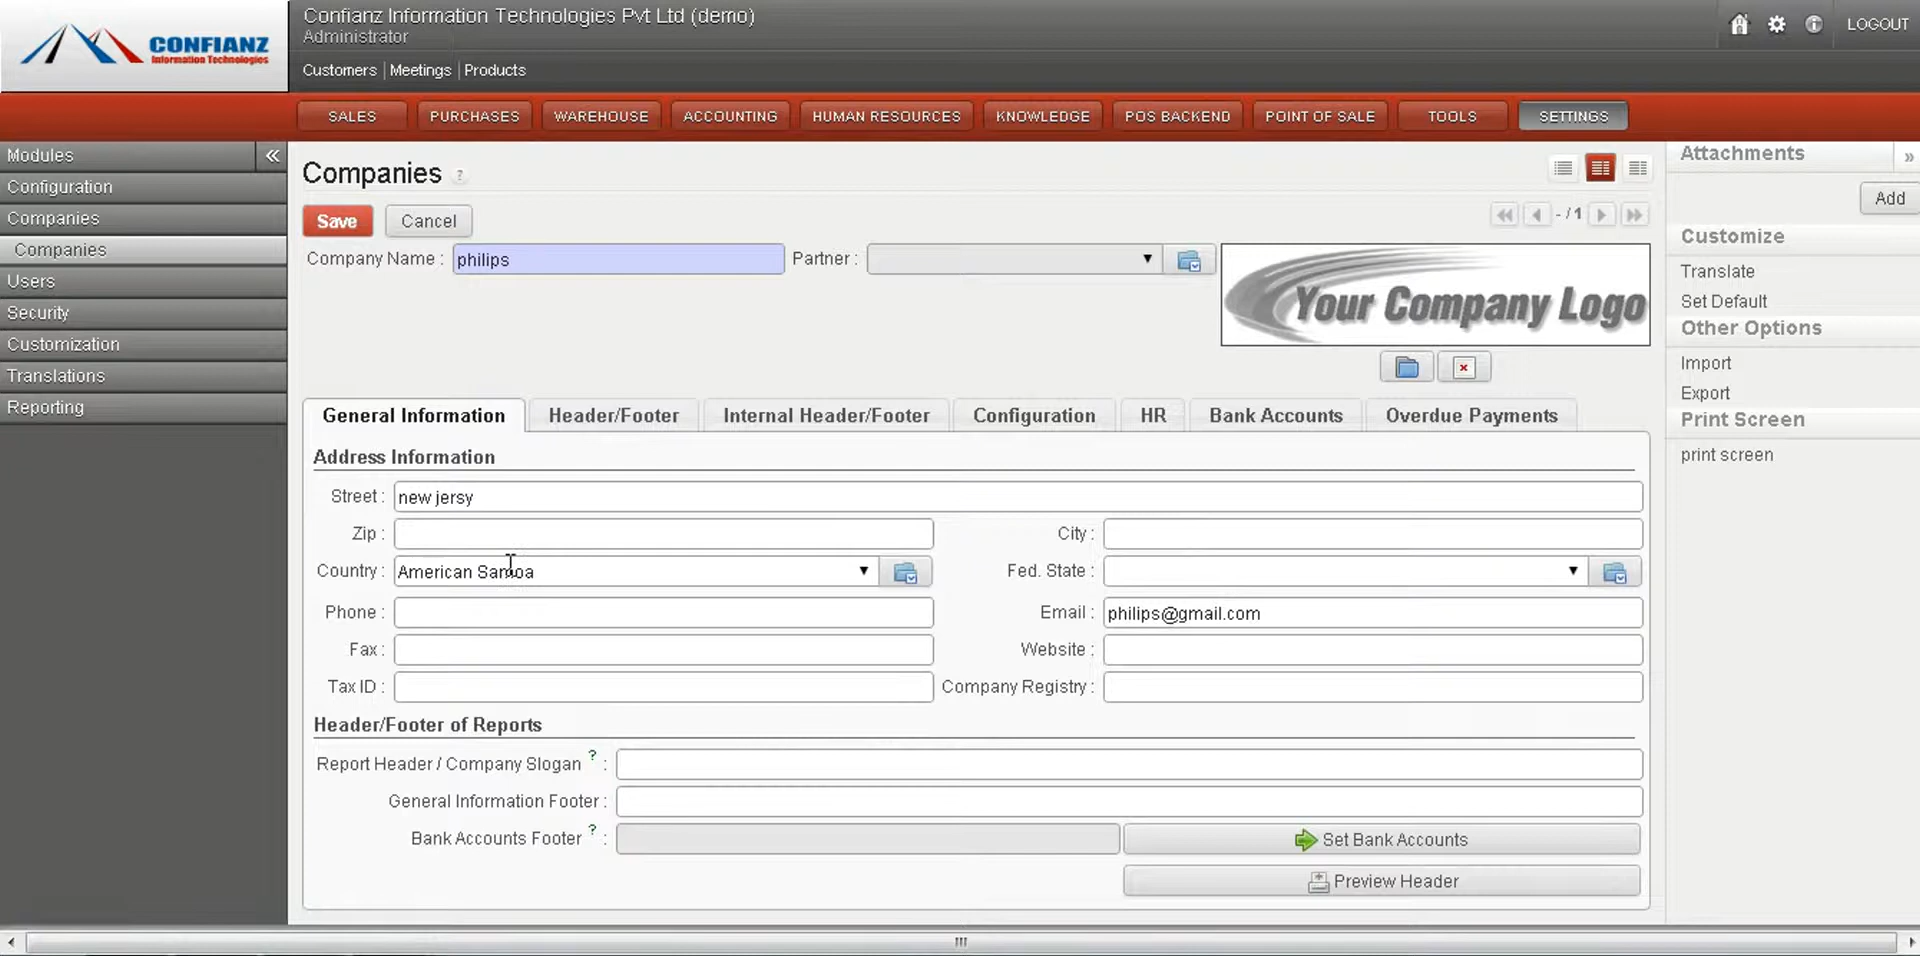 CONFIANZ
Information Technologies
Confianz Information Technologies Pvt Ltd (demo)
Administrator
Customers | Meetings | Products
LOGOUT
SALES PURCHASES WAREHOUSE ACCOUNTING HUMAN RESOURCES KNOWLEDGE POS BACKEND POINT OF SALE TOOLS SETTINGS
Modules «
Configuration
Companies
Companies
Users
Security
Customization
Translations
Reporting
Companies ?
Save Cancel
- / 1
Company Name : philips Partner :
Your Company Logo
General Information Header/Footer Internal Header/Footer Configuration HR Bank Accounts Overdue Payments
Address Information
Street : new jersy
Zip : City :
Country : American Samoa Fed. State :
Phone : Email : philips@gmail.com
Fax : Website :
Tax ID : Company Registry :
Header/Footer of Reports
Report Header / Company Slogan ? :
General Information Footer :
Bank Accounts Footer ? : Set Bank Accounts
Preview Header
Attachments »
Add
Customize
Translate
Set Default
Other Options
Import
Export
Print Screen
print screen